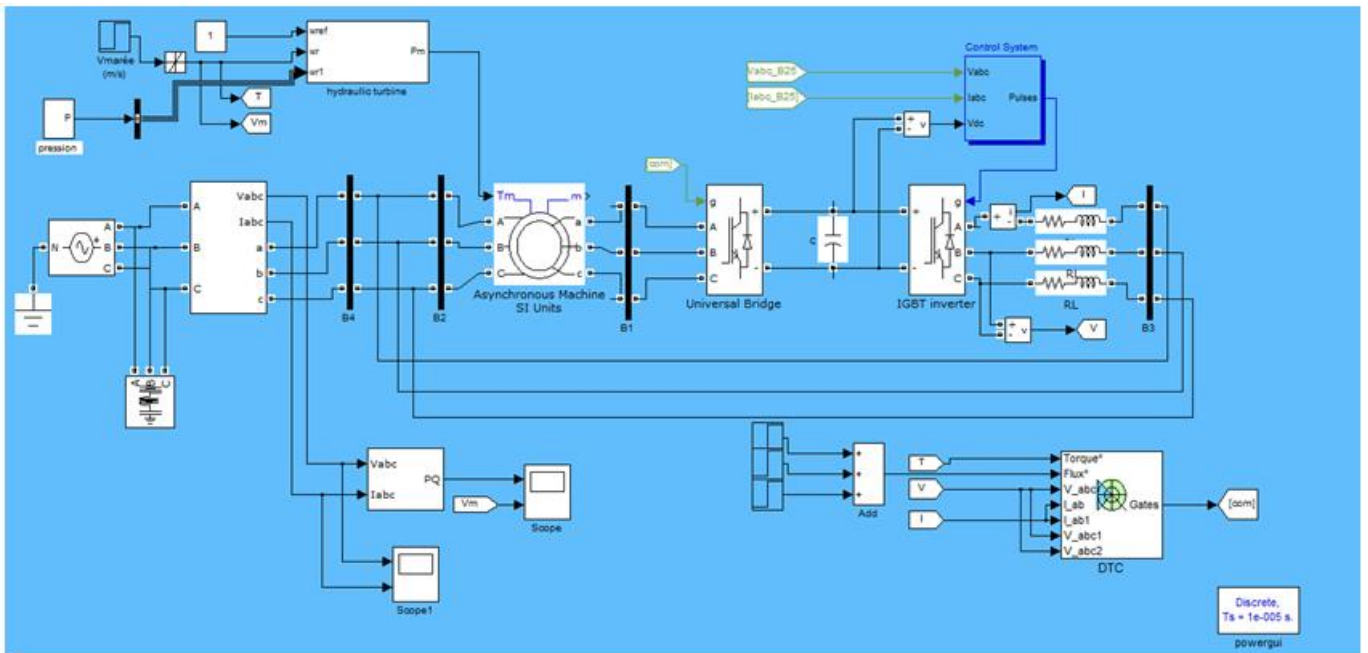 Vmarée
(m/s)
1
wref
wr
wr1
Pm
hydraulic turbine
T
Vm
P
pression
Control System
Vabc_B25
[Iabc_B25]
Vabc
Iabc
Vdc
Pulses
+
-
v
[com]
N
A
B
C
A
B
C
Vabc
Iabc
a
b
c
B4
B2
Tm
m
A
B
C
a
b
c
Asynchronous Machine
SI Units
B1
g
A
B
C
+
-
Universal Bridge
C
+
-
g
A
B
C
IGBT inverter
+
i
I
RL
+
-
v
V
B3
A
B
C
Vabc
Iabc
PQ
Vm
Scope
Scope1
+
+
+
Add
T
V
I
Torque*
Flux*
V_abc
I_ab
I_ab1
V_abc1
V_abc2
Gates
DTC
[com]
Discrete,
Ts = 1e-005 s.
powergui